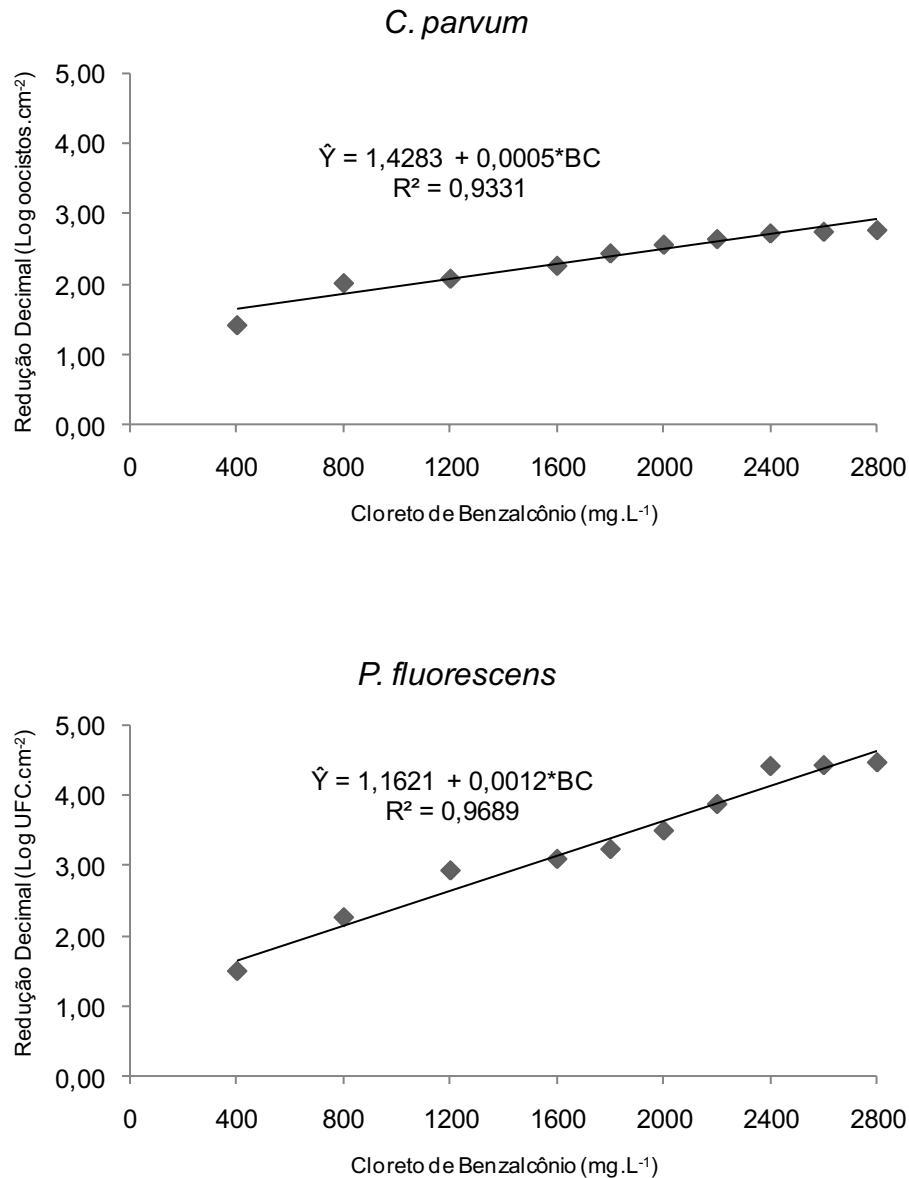 C. parvum
Redução Decimal (Log oocistos.cm-2)
5,00
4,00
3,00
2,00
1,00
0,00
Ŷ = 1,4283 + 0,0005*BC
R² = 0,9331
0 400 800 1200 1600 2000 2400 2800
Cloreto de Benzalcônio (mg.L-1)
P. fluorescens
Redução Decimal (Log UFC.cm-2)
5,00
4,00
3,00
2,00
1,00
0,00
Ŷ = 1,1621 + 0,0012*BC
R² = 0,9689
0 400 800 1200 1600 2000 2400 2800
Cloreto de Benzalcônio (mg.L-1)